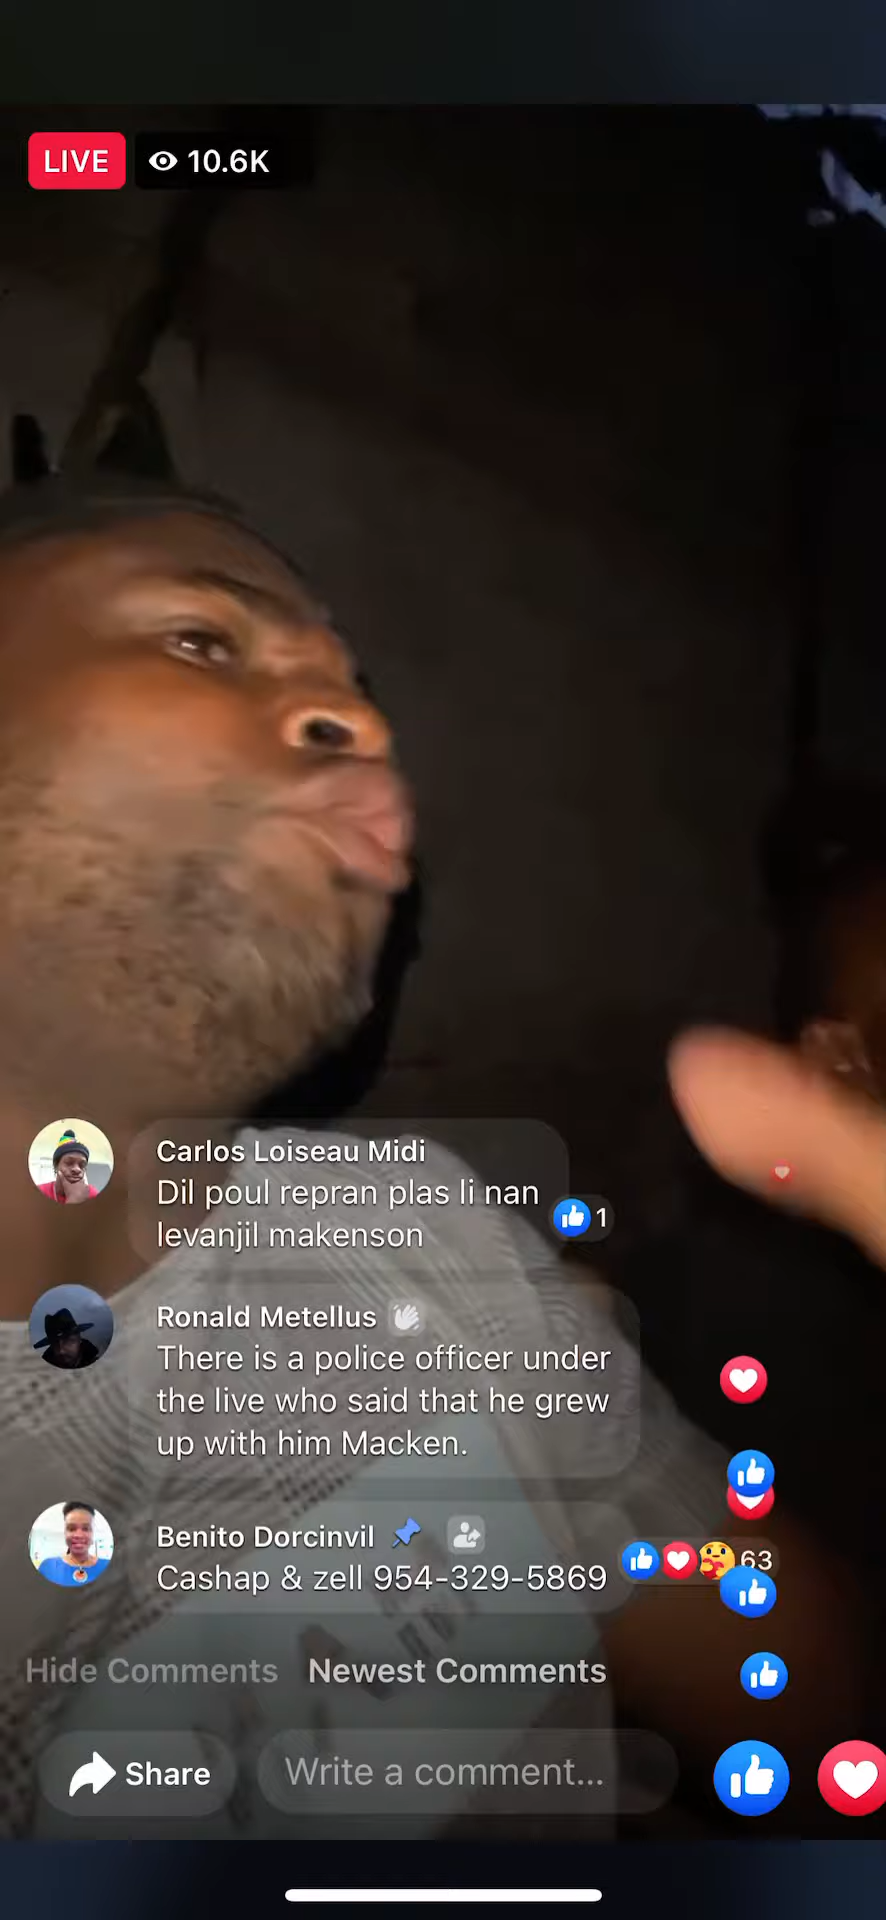 LIVE 10.6K
Carlos Loiseau Midi
Dil poul repran plas li nan
levanjil makenson
1
Ronald Metellus
There is a police officer under
the live who said that he grew
up with him Macken.
Benito Dorcinvil
Cashap & zell 954-329-5869
63
Hide Comments Newest Comments
Share Write a comment...